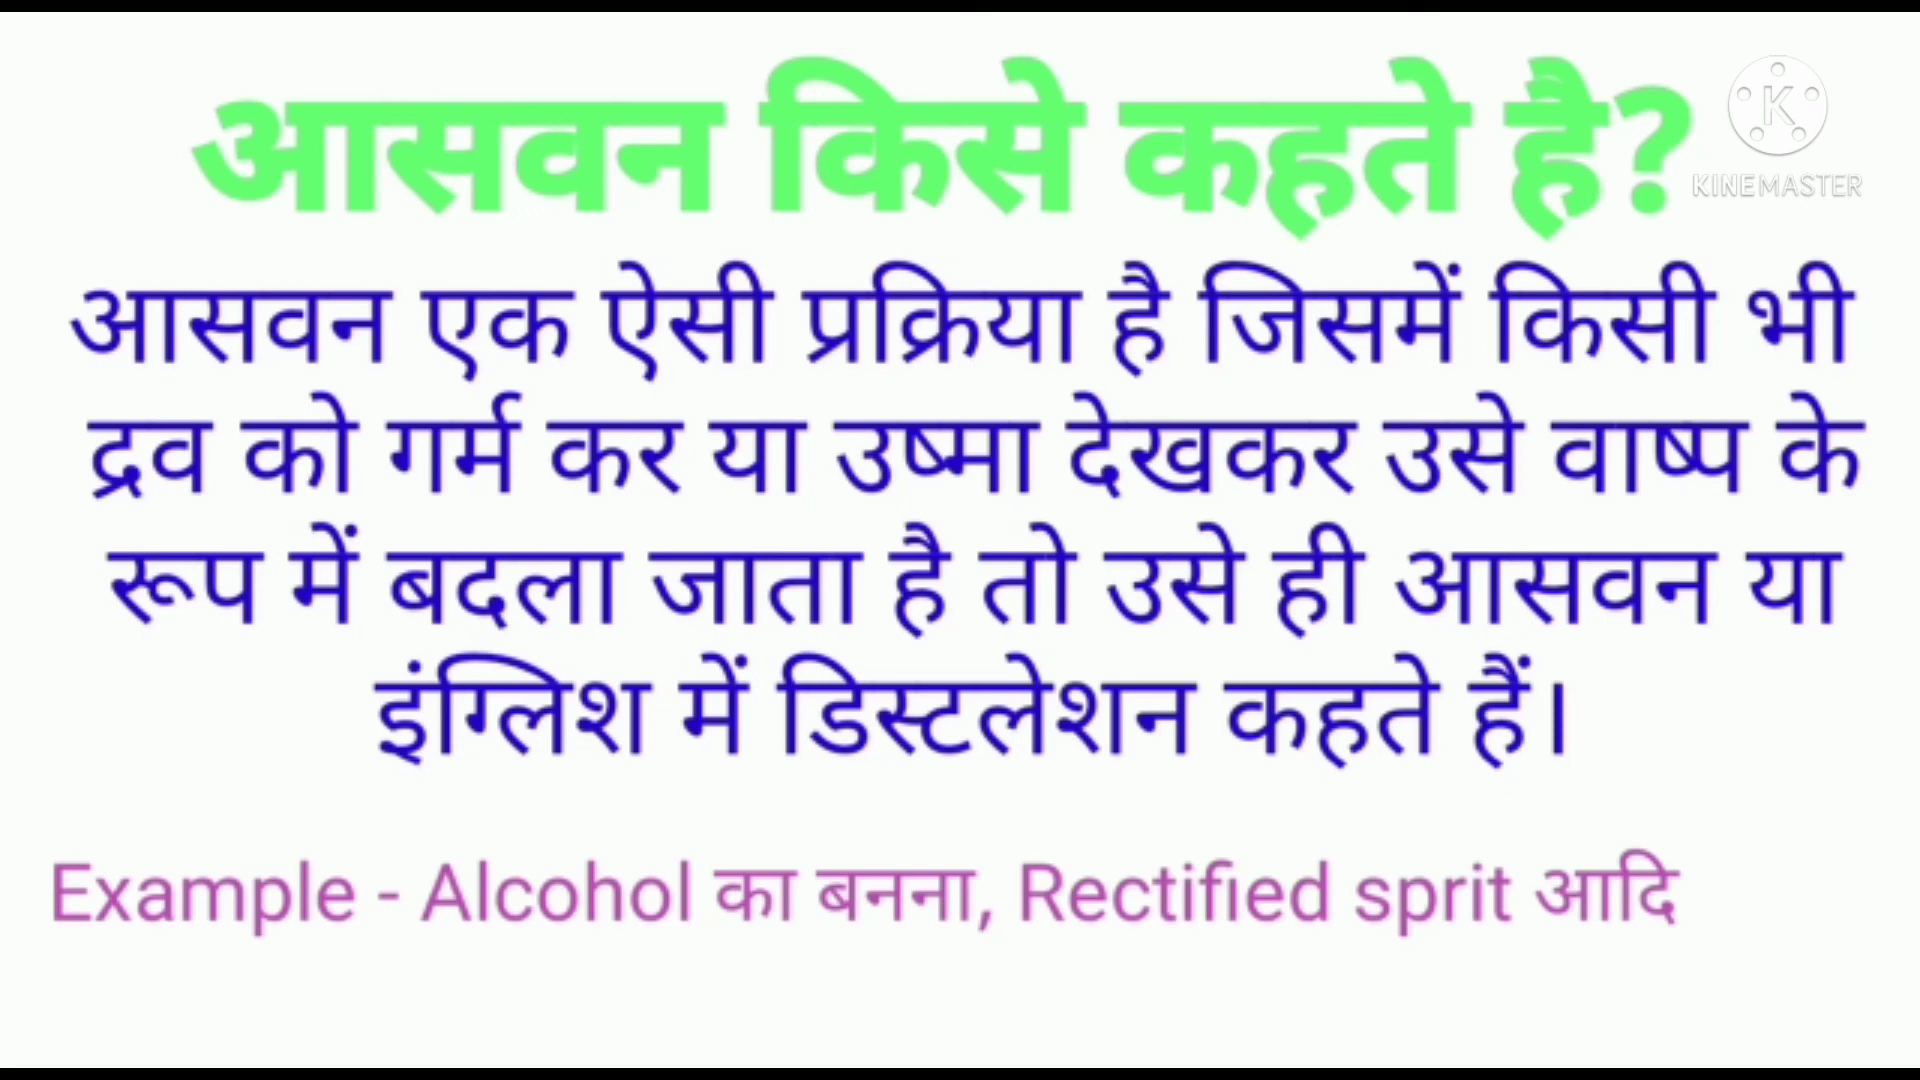 आसवन किसे कहते है?
K
KINEMASTER
आसवन एक ऐसी प्रक्रिया है जिसमें किसी भी
द्रव को गर्म कर या उष्मा देखकर उसे वाष्प के
रूप में बदला जाता है तो उसे ही आसवन या
इंग्लिश में डिस्टलेशन कहते हैं।
Example - Alcohol का बनना, Rectified sprit आदि